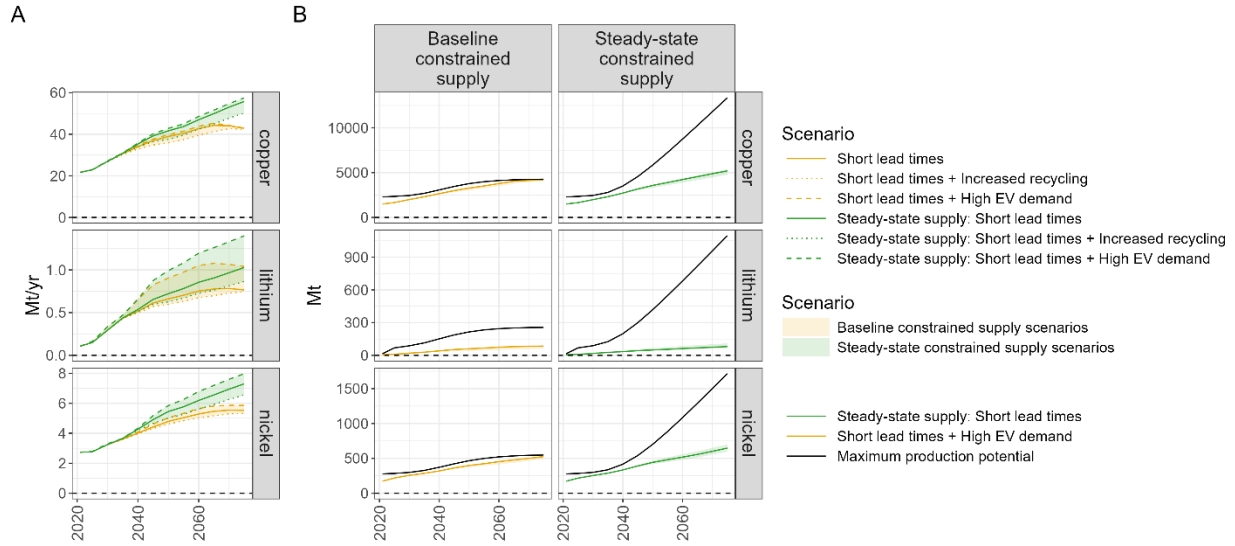 A
B
Baseline
constrained
supply
Steady-state
constrained
supply
60
40
20
0
copper
10000
5000
0
copper
Mt/yr
1.0
0.5
0.0
lithium
Mt
900
600
300
0
lithium
8
6
4
2
0
nickel
1500
1000
500
0
nickel
2020
2040
2060
2020
2040
2060
2020
2040
2060
Scenario
Short lead times
Short lead times + Increased recycling
Short lead times + High EV demand
Steady-state supply: Short lead times
Steady-state supply: Short lead times + Increased recycling
Steady-state supply: Short lead times + High EV demand
Scenario
Baseline constrained supply scenarios
Steady-state constrained supply scenarios
Steady-state supply: Short lead times
Short lead times + High EV demand
Maximum production potential